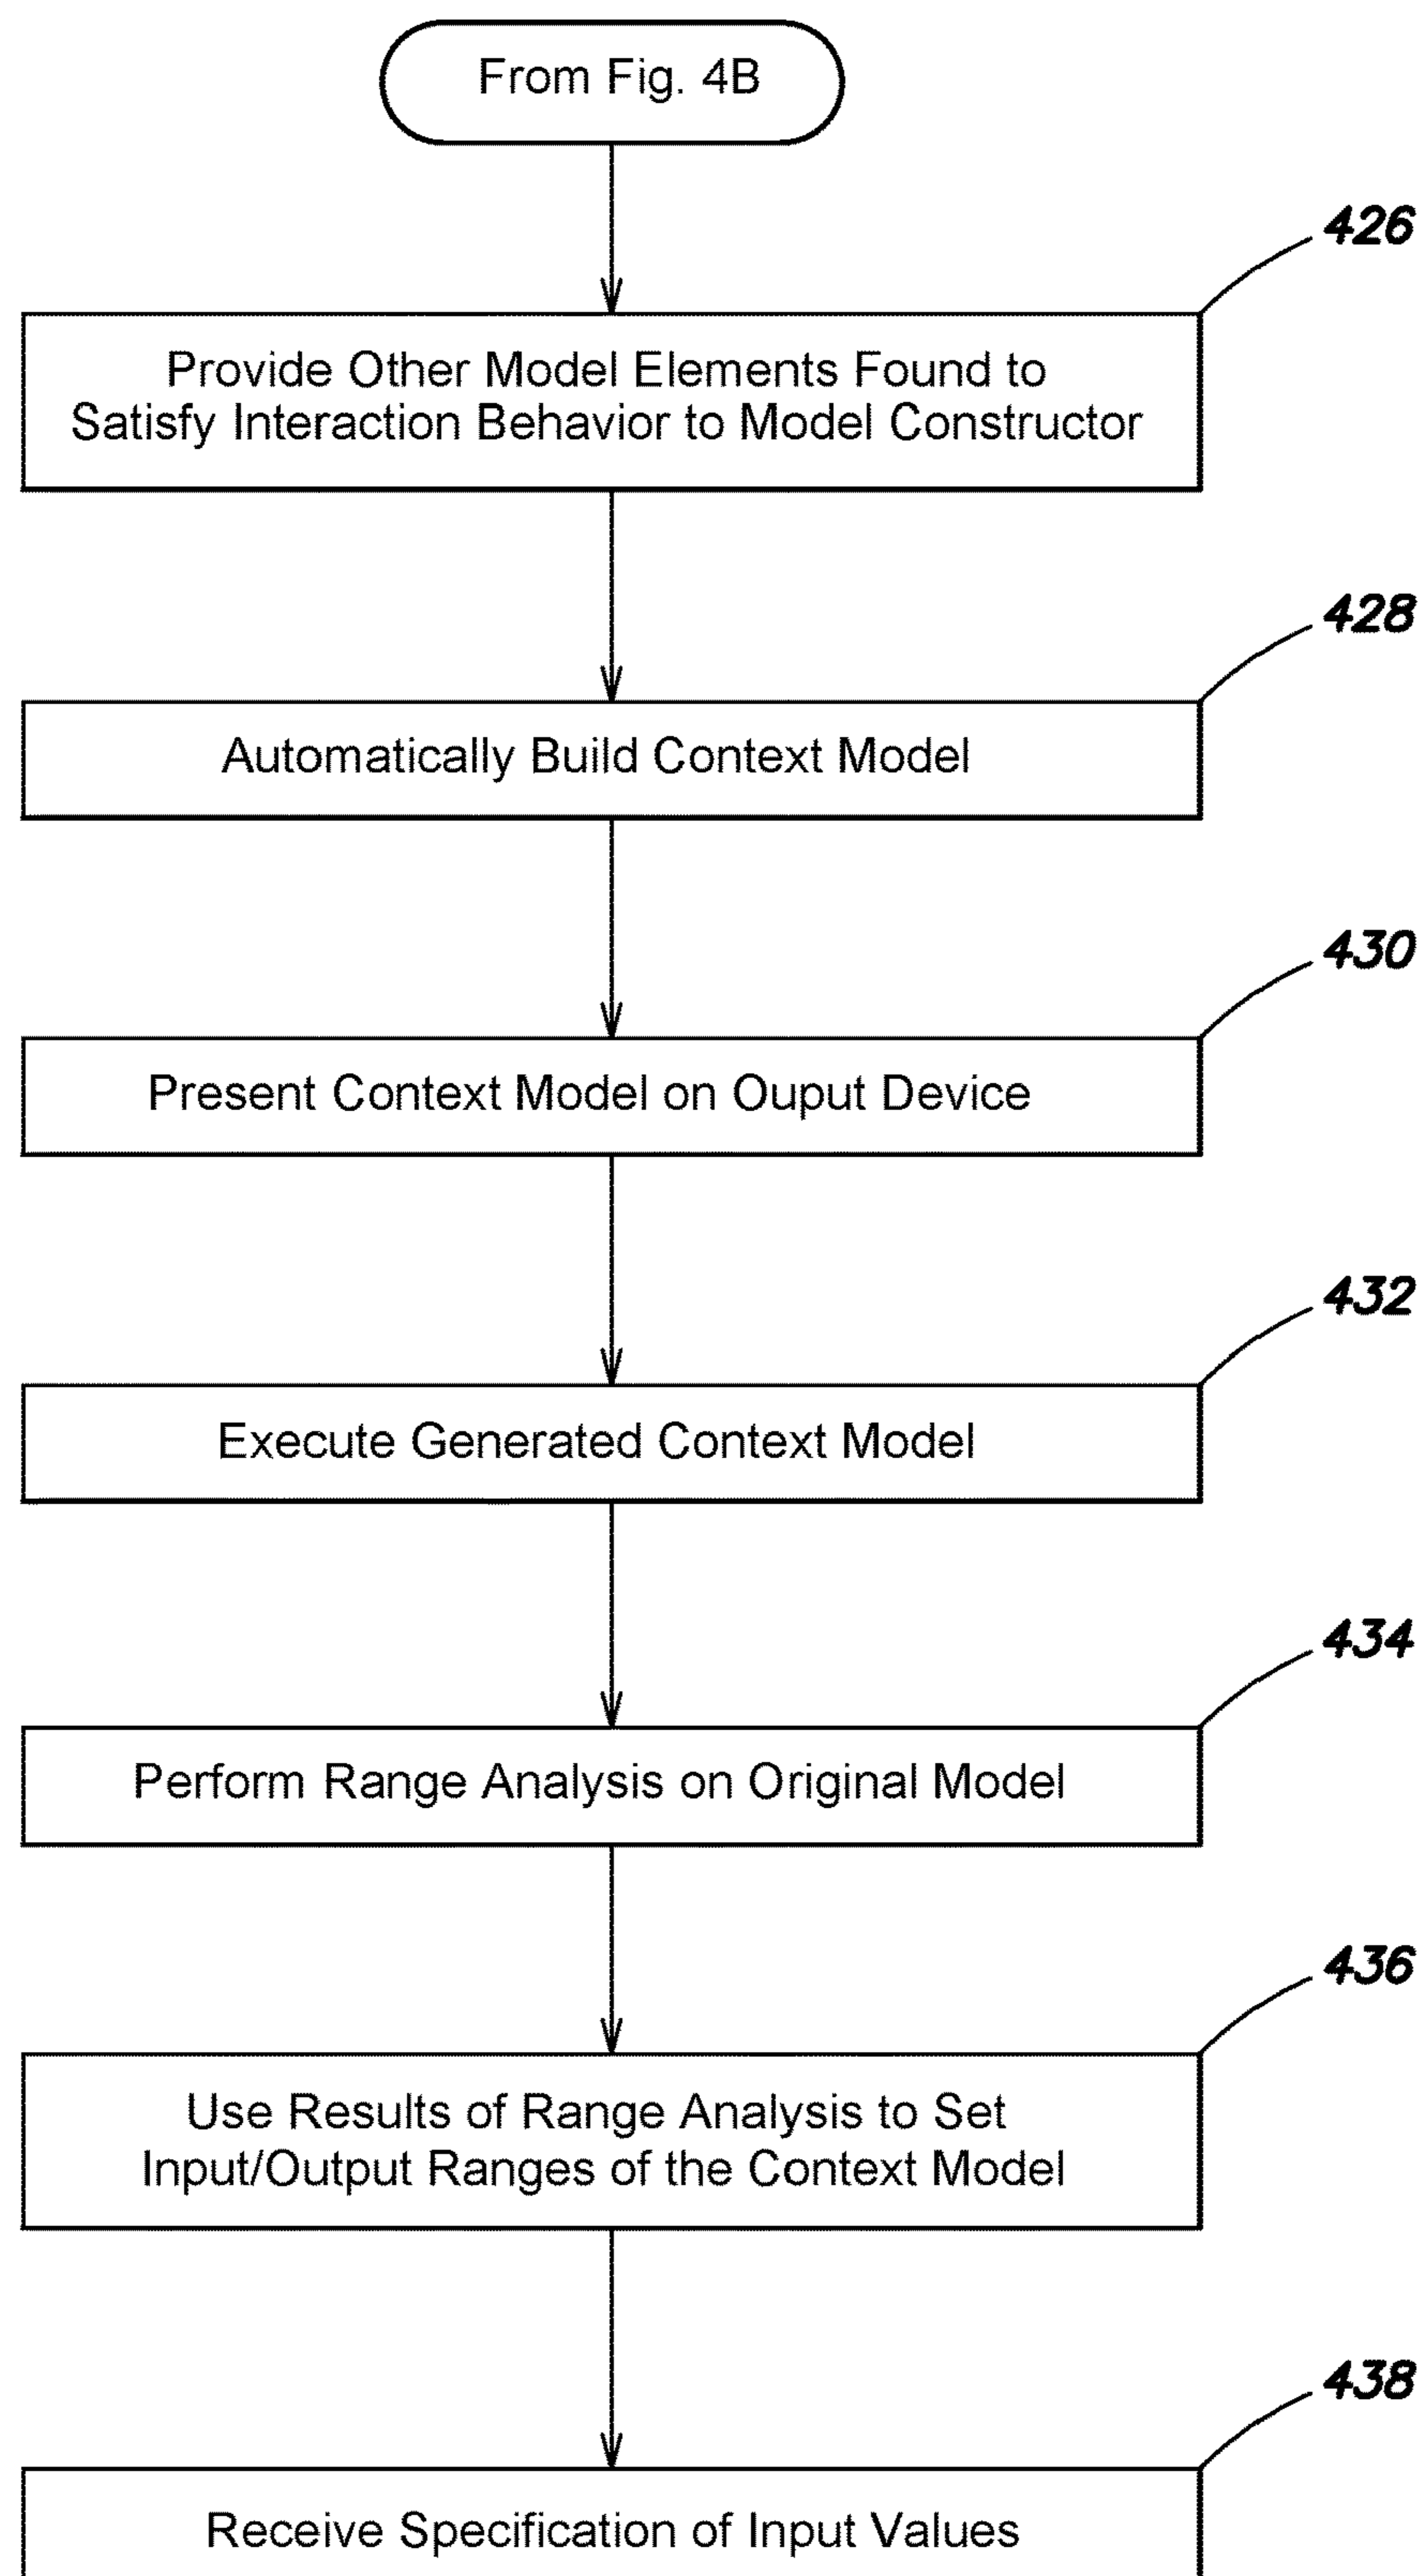 From Fig. 4B
426
Provide Other Model Elements Found to
Satisfy Interaction Behavior to Model Constructor
428
Automatically Build Context Model
430
Present Context Model on Ouput Device
432
Execute Generated Context Model
434
Perform Range Analysis on Original Model
436
Use Results of Range Analysis to Set
Input/Output Ranges of the Context Model
438
Receive Specification of Input Values